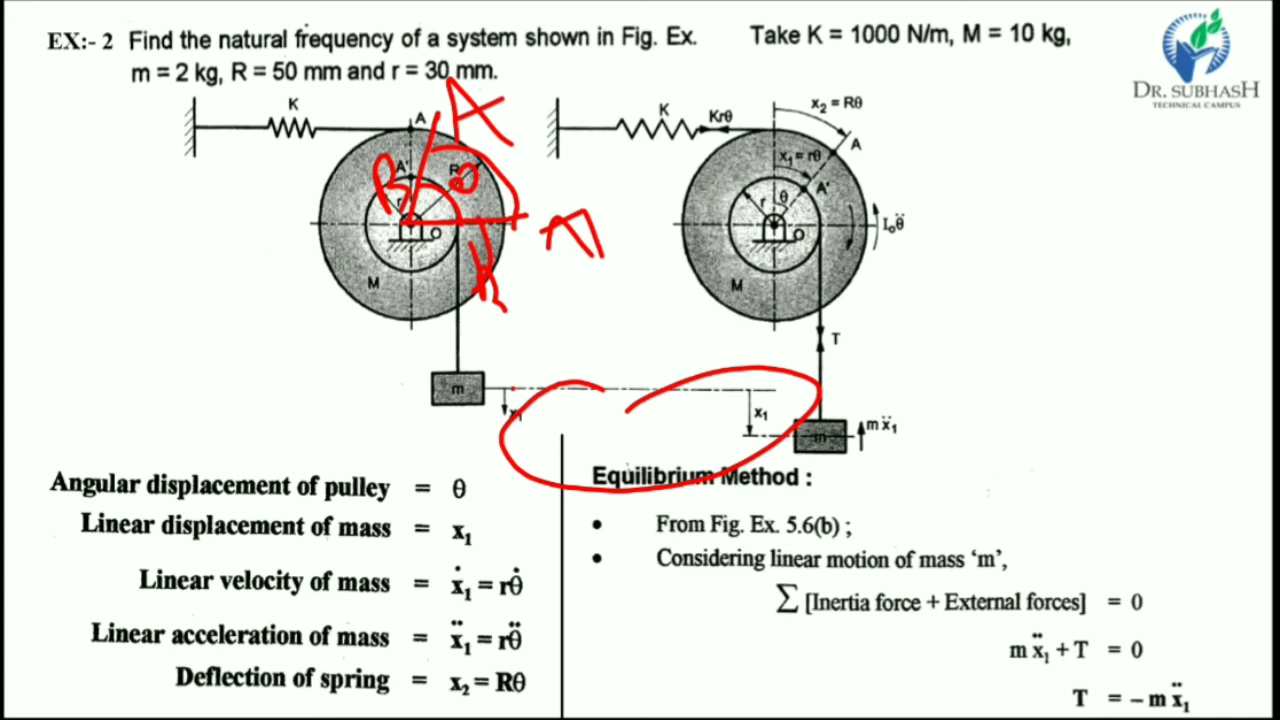 EX:- 2 Find the natural frequency of a system shown in Fig. Ex. Take K = 1000 N/m, M = 10 kg,
m = 2 kg, R = 50 mm and r = 30 mm.
DR. SUBHASH
TECHNICAL CAMPUS
K
A
A'
R
r
O
M
m
x₁
A
B
θ
A
K
Krθ
x₂ = Rθ
A
x₁ = rθ
A'
r
θ
O
I₀θ̈
M
T
x₁
m
mẍ₁
Angular displacement of pulley = θ
Linear displacement of mass = x₁
Linear velocity of mass = ẋ₁ = rθ̇
Linear acceleration of mass = ẍ₁ = rθ̈
Deflection of spring = x₂ = Rθ
Equilibrium Method :
• From Fig. Ex. 5.6(b) ;
• Considering linear motion of mass ‘m’,
∑ [Inertia force + External forces] = 0
mẍ₁ + T = 0
T = – mẍ₁